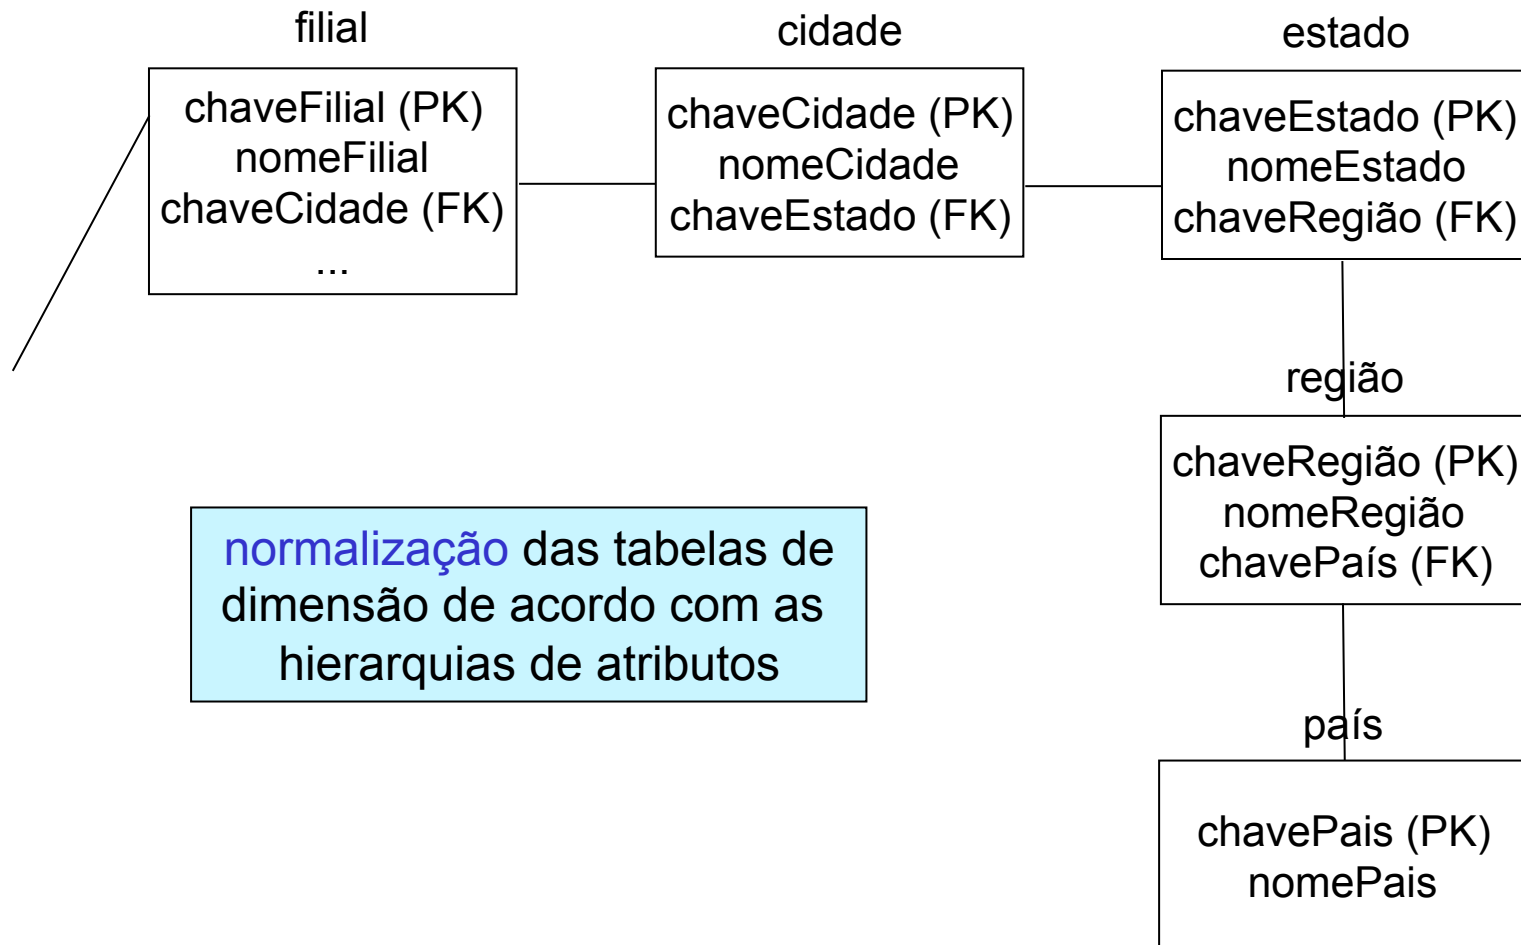 filial
chaveFilial (PK)
nomeFilial
chaveCidade (FK)
...
cidade
chaveCidade (PK)
nomeCidade
chaveEstado (FK)
estado
chaveEstado (PK)
nomeEstado
chaveRegião (FK)
região
chaveRegião (PK)
nomeRegião
chavePaís (FK)
país
chavePais (PK)
nomePais
normalização das tabelas de
dimensão de acordo com as
hierarquias de atributos